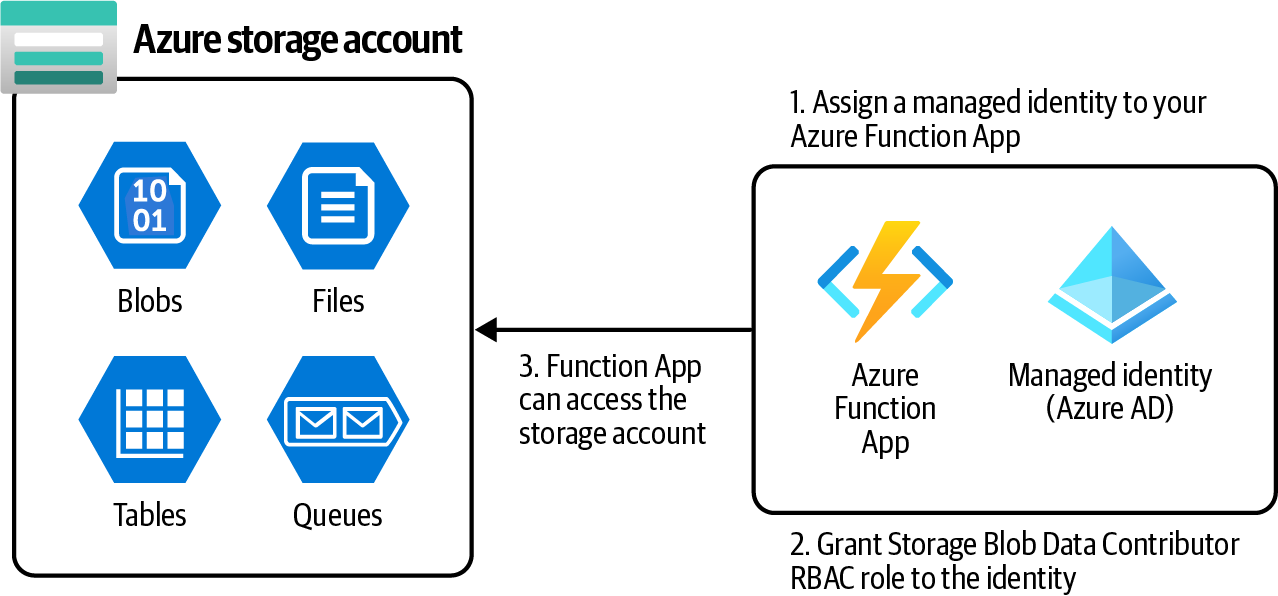 Azure storage account
1. Assign a managed identity to your
Azure Function App
10
01
Blobs
Files
Tables
Queues
3. Function App
can access the
storage account
Azure
Function
App
Managed identity
(Azure AD)
2. Grant Storage Blob Data Contributor
RBAC role to the identity